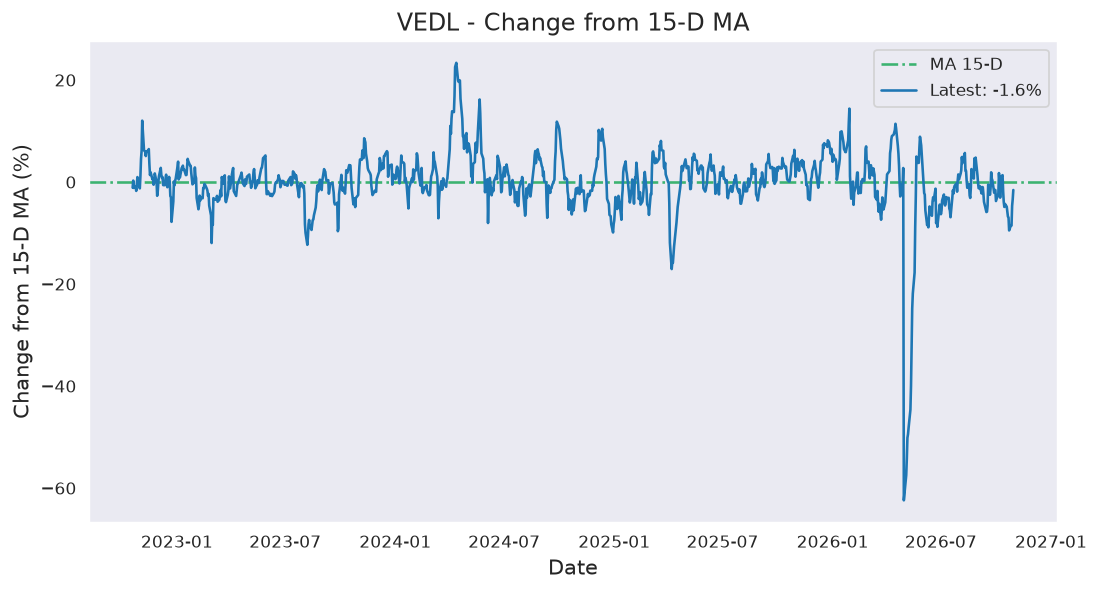 VEDL - Change from 15-D MA
MA 15-D
Latest: -1.6%
Change from 15-D MA (%)
20
0
−20
−40
−60
2023-01 2023-07 2024-01 2024-07 2025-01 2025-07 2026-01 2026-07 2027-01
Date